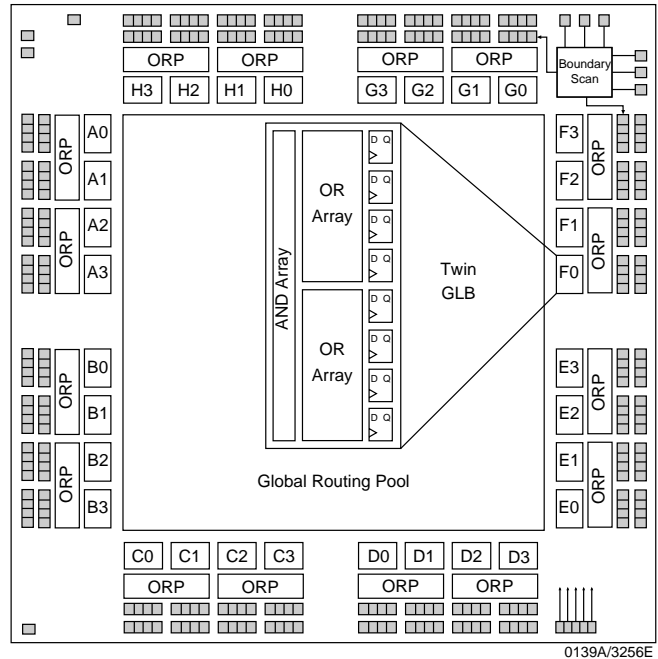 ORP ORP ORP ORP
Boundary
Scan
H3 H2 H1 H0 G3 G2 G1 G0
A0
A1
ORP
A2
A3
ORP
B0
B1
ORP
B2
B3
ORP
AND Array
OR
Array
OR
Array
D Q
D Q
D Q
D Q
D Q
D Q
D Q
D Q
Twin
GLB
Global Routing Pool
F3
F2
ORP
F1
F0
ORP
E3
E2
ORP
E1
E0
ORP
C0 C1 C2 C3 D0 D1 D2 D3
ORP ORP ORP ORP
0139A/3256E